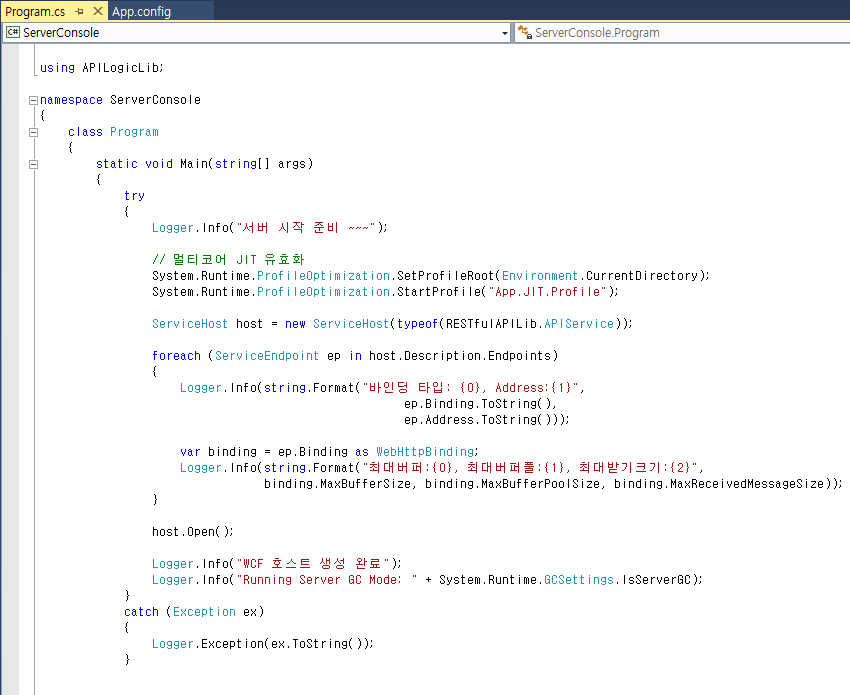 Program.cs App.config
C# ServerConsole ServerConsole.Program
using APILogicLib;
namespace ServerConsole
{
class Program
{
static void Main(string[] args)
{
try
{
Logger.Info("서버 시작 준비 ~~~");
// 멀티코어 JIT 유효화
System.Runtime.ProfileOptimization.SetProfileRoot(Environment.CurrentDirectory);
System.Runtime.ProfileOptimization.StartProfile("App.JIT.Profile");
ServiceHost host = new ServiceHost(typeof(RESTfulAPILib.APIService));
foreach (ServiceEndpoint ep in host.Description.Endpoints)
{
Logger.Info(string.Format("바인딩 타입: {0}, Address:{1}",
ep.Binding.ToString(),
ep.Address.ToString()));
var binding = ep.Binding as WebHttpBinding;
Logger.Info(string.Format("최대버퍼:{0}, 최대버퍼풀:{1}, 최대받기크기:{2}",
binding.MaxBufferSize, binding.MaxBufferPoolSize, binding.MaxReceivedMessageSize));
}
host.Open();
Logger.Info("WCF 호스트 생성 완료");
Logger.Info("Running Server GC Mode: " + System.Runtime.GCSettings.IsServerGC);
}
catch (Exception ex)
{
Logger.Exception(ex.ToString());
}